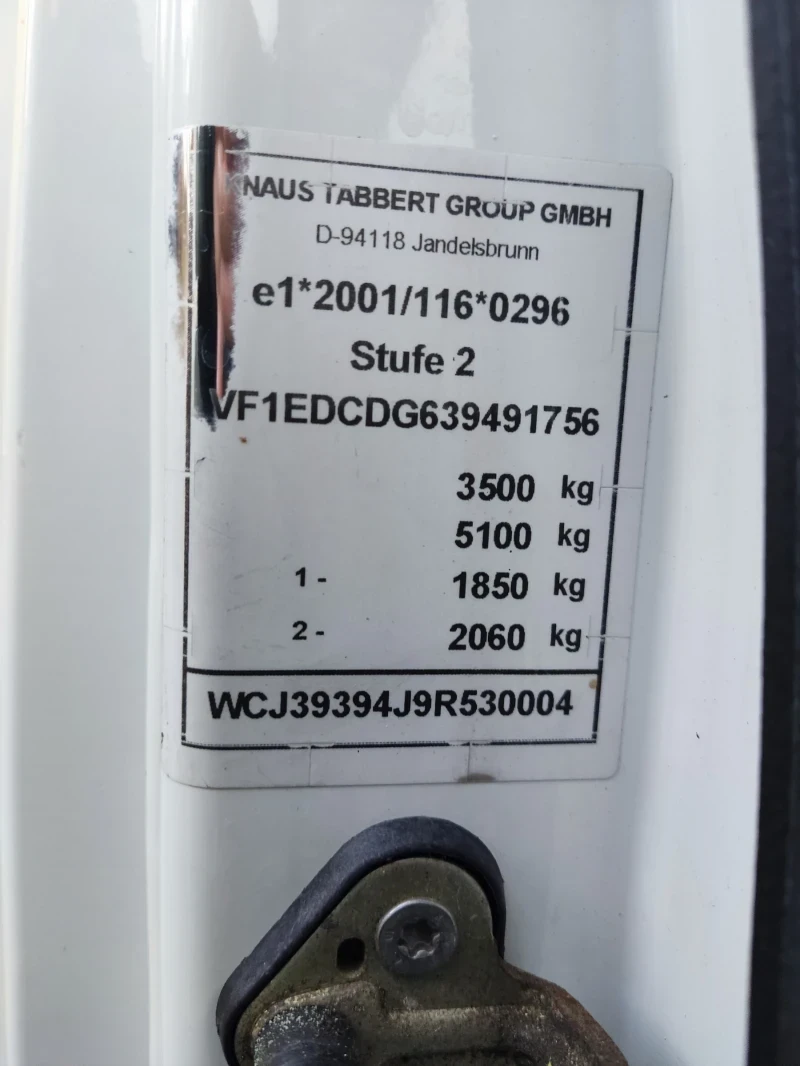 KNAUS TABBERT GROUP GMBH
D-94118 Jandelsbrunn
e1*2001/116*0296
Stufe 2
VF1EDCDG639491756
3500 kg
5100 kg
1 - 1850 kg
2 - 2060 kg
WCJ39394J9R530004